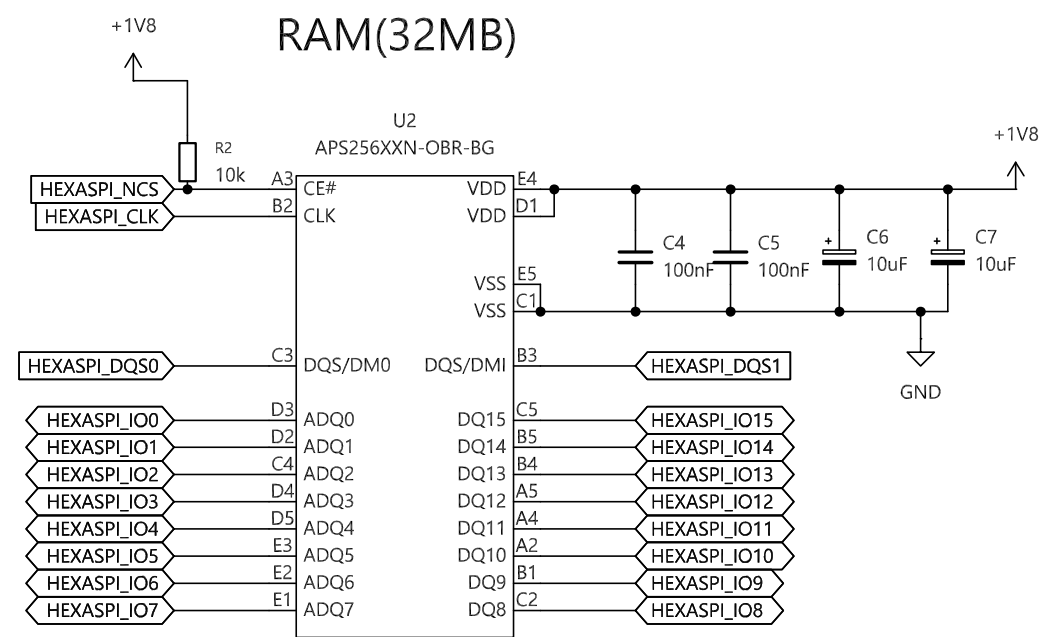 +1V8
RAM(32MB)
U2
APS256XXN-OBR-BG
R2
10k
+1V8
HEXASPI_NCS A3 CE# VDD E4
HEXASPI_CLK B2 CLK VDD D1
C4
100nF
C5
100nF
C6
+
10uF
C7
+
10uF
VSS E5
VSS C1
HEXASPI_DQS0 C3 DQS/DM0 DQS/DMI B3 HEXASPI_DQS1
GND
HEXASPI_IO0 D3 ADQ0 DQ15 C5 HEXASPI_IO15
HEXASPI_IO1 D2 ADQ1 DQ14 B5 HEXASPI_IO14
HEXASPI_IO2 C4 ADQ2 DQ13 B4 HEXASPI_IO13
HEXASPI_IO3 D4 ADQ3 DQ12 A5 HEXASPI_IO12
HEXASPI_IO4 D5 ADQ4 DQ11 A4 HEXASPI_IO11
HEXASPI_IO5 E3 ADQ5 DQ10 A2 HEXASPI_IO10
HEXASPI_IO6 E2 ADQ6 DQ9 B1 HEXASPI_IO9
HEXASPI_IO7 E1 ADQ7 DQ8 C2 HEXASPI_IO8